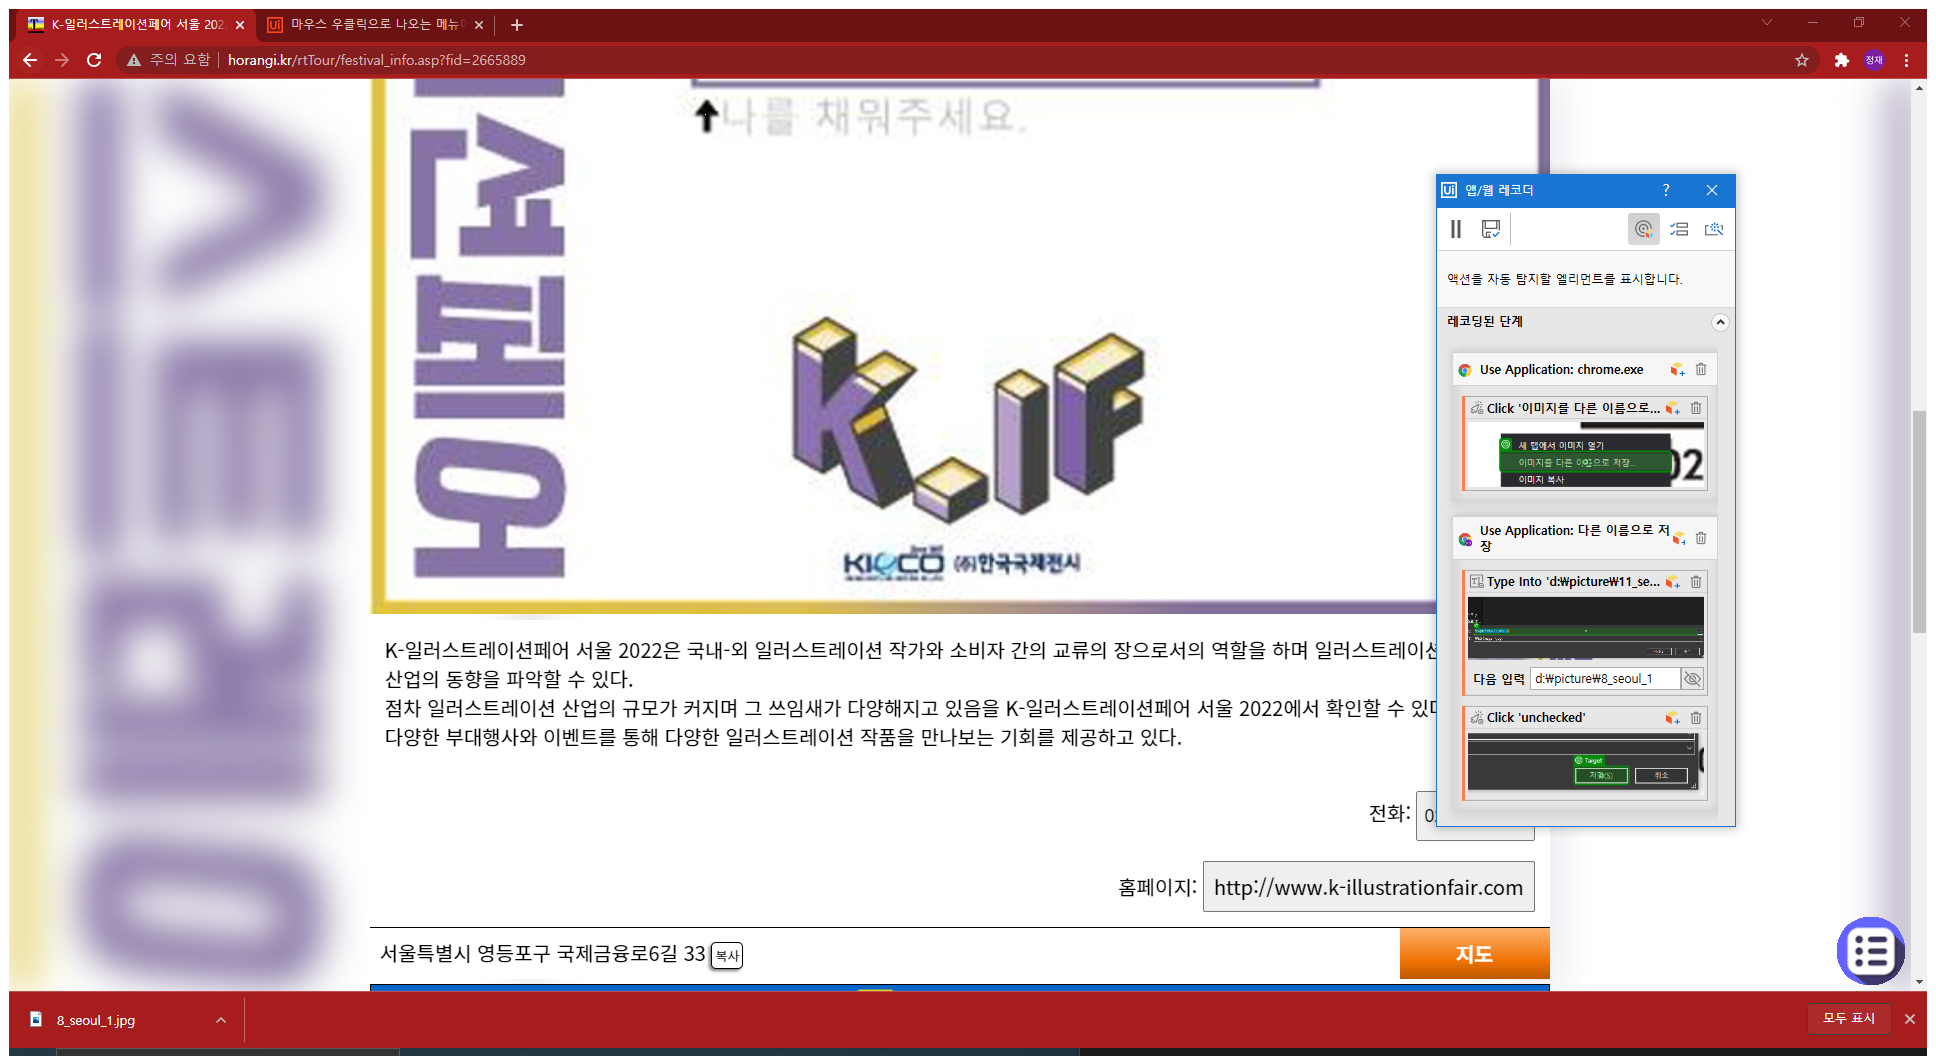 K-일러스트레이션페어 서울 202
마우스 우클릭으로 나오는 메뉴
주의 요함
horangi.kr/rtTour/festival_info.asp?fid=2665889
정재
나를 채워주세요.
앱/웹 레코더
액션을 자동 탐지할 엘리먼트를 표시합니다.
레코딩된 단계
Use Application: chrome.exe
Click '이미지를 다른 이름으로...
새 탭에서 이미지 열기
이미지를 다른 이름으로 저장...
이미지 복사
02
Use Application: 다른 이름으로 저
장
Type Into 'd:₩picture₩11_se...
다음 입력
d:₩picture₩8_seoul_1
Click 'unchecked'
Target
저장(S)
취소
K.IF
KIECO (주)한국국제전시
K-일러스트레이션페어 서울 2022은 국내-외 일러스트레이션 작가와 소비자 간의 교류의 장으로서의 역할을 하며 일러스트레이션
산업의 동향을 파악할 수 있다.
점차 일러스트레이션 산업의 규모가 커지며 그 쓰임새가 다양해지고 있음을 K-일러스트레이션페어 서울 2022에서 확인할 수 있다
다양한 부대행사와 이벤트를 통해 다양한 일러스트레이션 작품을 만나보는 기회를 제공하고 있다.
전화:
홈페이지: http://www.k-illustrationfair.com
서울특별시 영등포구 국제금융로6길 33 복사
지도
8_seoul_1.jpg
모두 표시